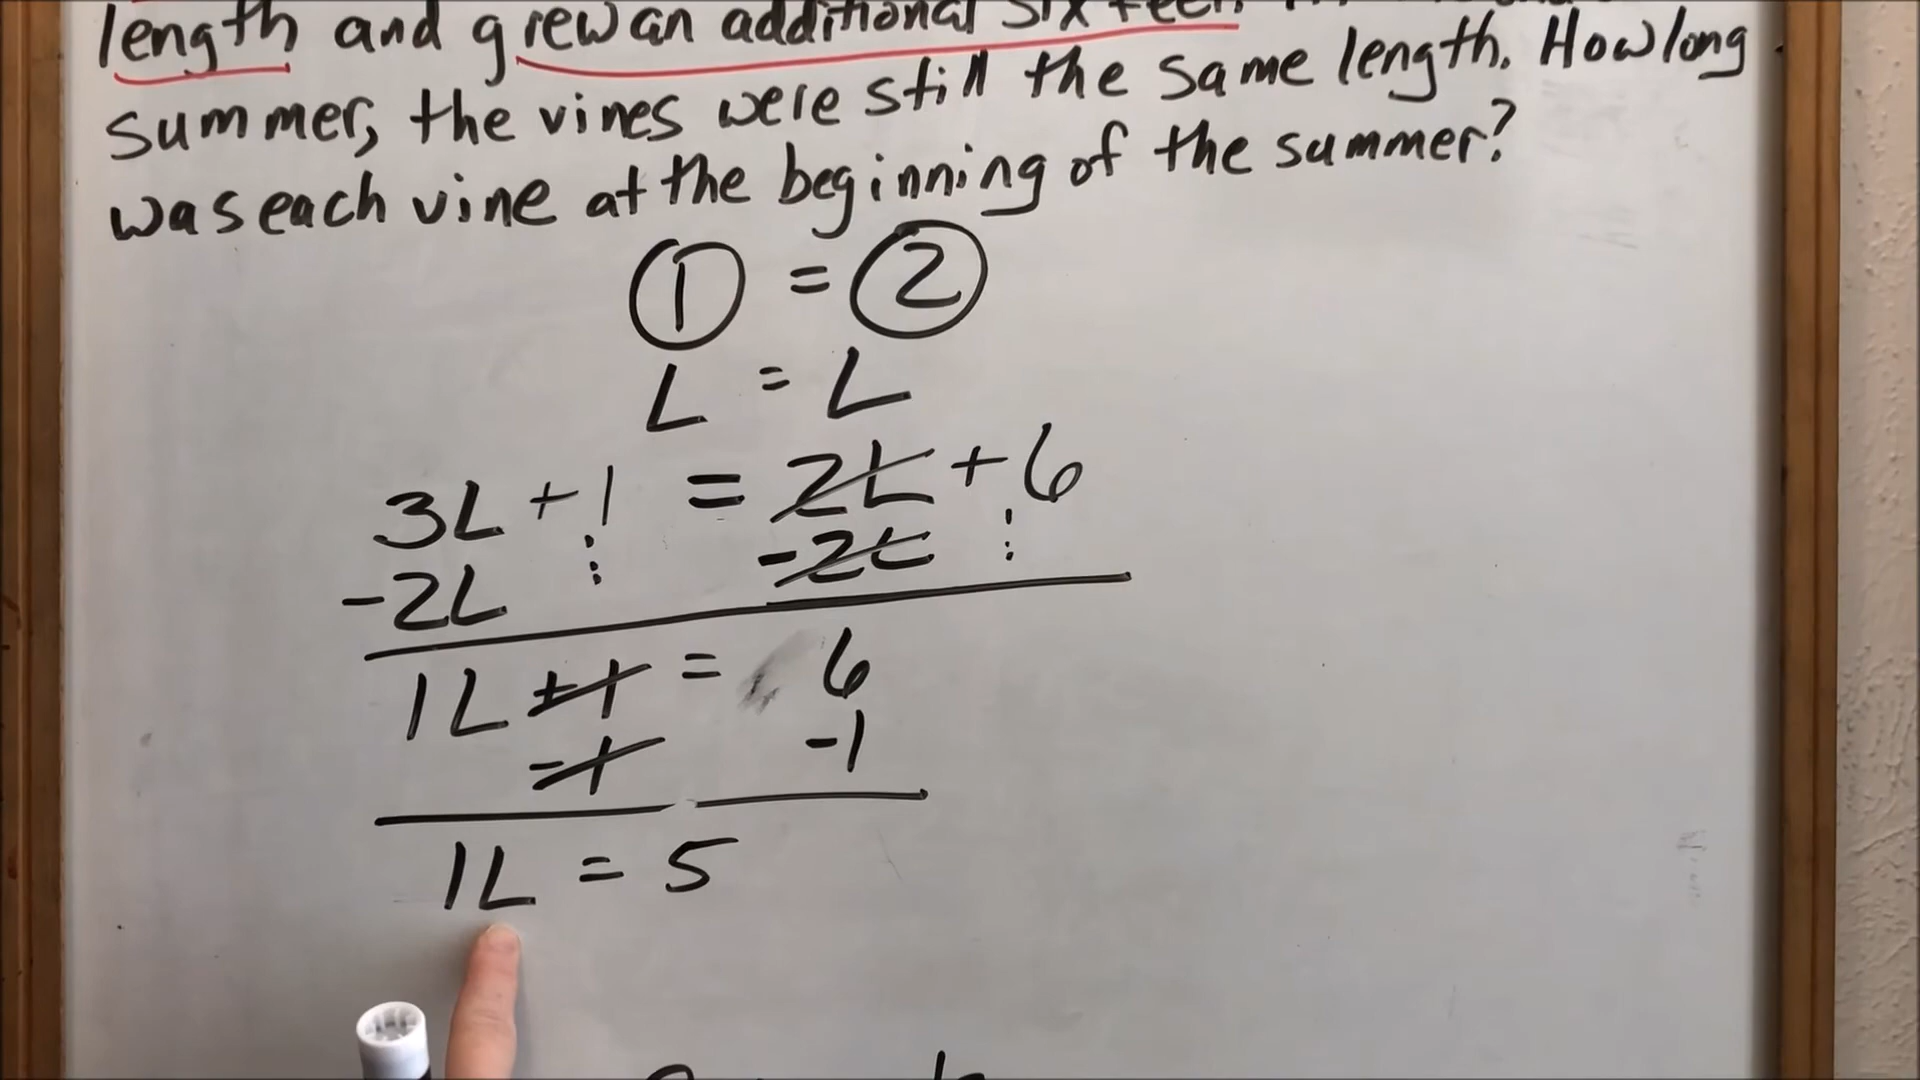 length and grew an additional six feet.
summer, the vines were still the same length. How long
was each vine at the beginning of the summer?
1 = 2
L = L
3L + 1 = 2L + 6
-2L -2L
1L + 1 = 6
-1 -1
1L = 5